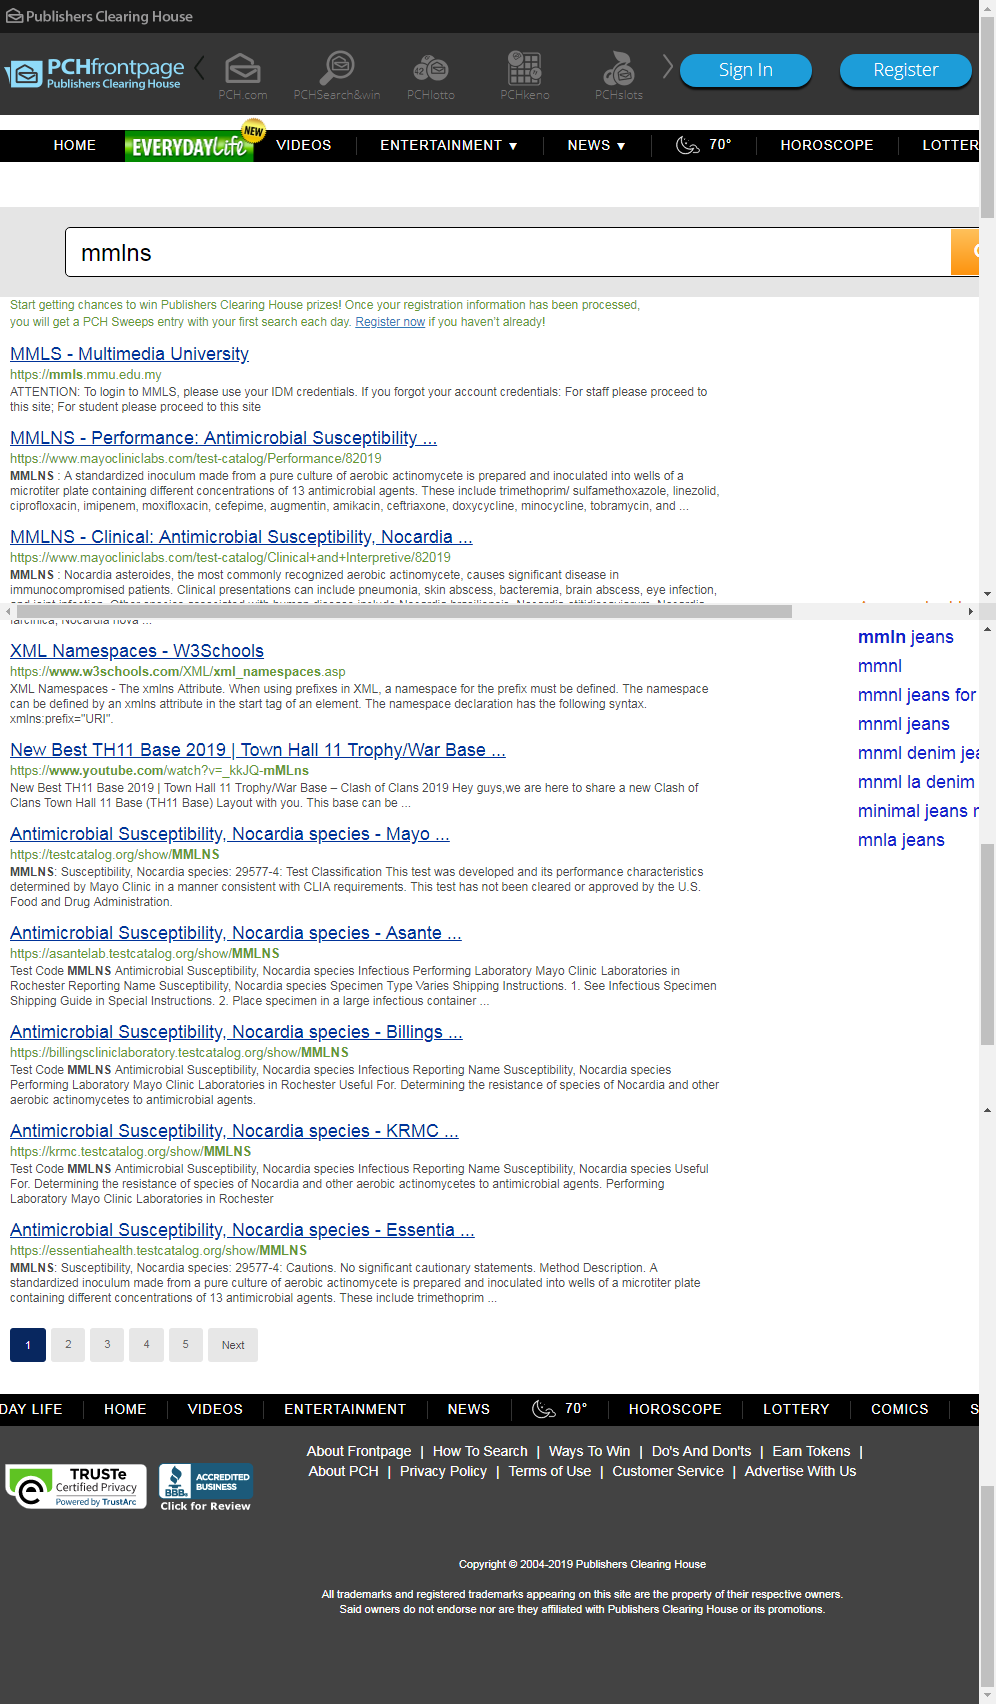 Publishers Clearing House
PCHfrontpage
Publishers Clearing House
PCH.com
PCHSearch&win
PCHlotto
PCHkeno
PCHslots
Sign In
Register
HOME
EVERYDAY Life
NEW
VIDEOS
ENTERTAINMENT ▼
NEWS ▼
70°
HOROSCOPE
LOTTER
mmlns
Start getting chances to win Publishers Clearing House prizes! Once your registration information has been processed,
you will get a PCH Sweeps entry with your first search each day. Register now if you haven't already!
MMLS - Multimedia University
https://mmls.mmu.edu.my
ATTENTION: To login to MMLS, please use your IDM credentials. If you forgot your account credentials: For staff please proceed to
this site; For student please proceed to this site
MMLNS - Performance: Antimicrobial Susceptibility ...
https://www.mayocliniclabs.com/test-catalog/Performance/82019
MMLNS : A standardized inoculum made from a pure culture of aerobic actinomycete is prepared and inoculated into wells of a
microtiter plate containing different concentrations of 13 antimicrobial agents. These include trimethoprim/ sulfamethoxazole, linezolid,
ciprofloxacin, imipenem, moxifloxacin, cefepime, augmentin, amikacin, ceftriaxone, doxycycline, minocycline, tobramycin, and ...
MMLNS - Clinical: Antimicrobial Susceptibility, Nocardia ...
https://www.mayocliniclabs.com/test-catalog/Clinical+and+Interpretive/82019
MMLNS : Nocardia asteroides, the most commonly recognized aerobic actinomycete, causes significant disease in
immunocompromised patients. Clinical presentations can include pneumonia, skin abscess, bacteremia, brain abscess, eye infection,
and joint infection. Other species associated with human disease include Nocardia brasiliensis, Nocardia otitidiscaviarum, Nocardia
farcinica, Nocardia nova ...
XML Namespaces - W3Schools
https://www.w3schools.com/XML/xml_namespaces.asp
XML Namespaces - The xmlns Attribute. When using prefixes in XML, a namespace for the prefix must be defined. The namespace
can be defined by an xmlns attribute in the start tag of an element. The namespace declaration has the following syntax.
xmlns:prefix="URI".
New Best TH11 Base 2019 | Town Hall 11 Trophy/War Base ...
https://www.youtube.com/watch?v=_kkJQ-mMLns
New Best TH11 Base 2019 | Town Hall 11 Trophy/War Base – Clash of Clans 2019 Hey guys,we are here to share a new Clash of
Clans Town Hall 11 Base (TH11 Base) Layout with you. This base can be ...
Antimicrobial Susceptibility, Nocardia species - Mayo ...
https://testcatalog.org/show/MMLNS
MMLNS: Susceptibility, Nocardia species: 29577-4: Test Classification This test was developed and its performance characteristics
determined by Mayo Clinic in a manner consistent with CLIA requirements. This test has not been cleared or approved by the U.S.
Food and Drug Administration.
Antimicrobial Susceptibility, Nocardia species - Asante ...
https://asantelab.testcatalog.org/show/MMLNS
Test Code MMLNS Antimicrobial Susceptibility, Nocardia species Infectious Performing Laboratory Mayo Clinic Laboratories in
Rochester Reporting Name Susceptibility, Nocardia species Specimen Type Varies Shipping Instructions. 1. See Infectious Specimen
Shipping Guide in Special Instructions. 2. Place specimen in a large infectious container ...
Antimicrobial Susceptibility, Nocardia species - Billings ...
https://billingscliniclaboratory.testcatalog.org/show/MMLNS
Test Code MMLNS Antimicrobial Susceptibility, Nocardia species Infectious Reporting Name Susceptibility, Nocardia species
Performing Laboratory Mayo Clinic Laboratories in Rochester Useful For. Determining the resistance of species of Nocardia and other
aerobic actinomycetes to antimicrobial agents.
Antimicrobial Susceptibility, Nocardia species - KRMC ...
https://krmc.testcatalog.org/show/MMLNS
Test Code MMLNS Antimicrobial Susceptibility, Nocardia species Infectious Reporting Name Susceptibility, Nocardia species Useful
For. Determining the resistance of species of Nocardia and other aerobic actinomycetes to antimicrobial agents. Performing
Laboratory Mayo Clinic Laboratories in Rochester
Antimicrobial Susceptibility, Nocardia species - Essentia ...
https://essentiahealth.testcatalog.org/show/MMLNS
MMLNS: Susceptibility, Nocardia species: 29577-4: Cautions. No significant cautionary statements. Method Description. A
standardized inoculum made from a pure culture of aerobic actinomycete is prepared and inoculated into wells of a microtiter plate
containing different concentrations of 13 antimicrobial agents. These include trimethoprim ...
mmln jeans
mmnl
mmnl jeans for
mnml jeans
mnml denim jea
mnml la denim
minimal jeans
mnla jeans
1 2 3 4 5 Next
DAY LIFE
HOME
VIDEOS
ENTERTAINMENT
NEWS
70°
HOROSCOPE
LOTTERY
COMICS
S
About Frontpage | How To Search | Ways To Win | Do's And Don'ts | Earn Tokens |
About PCH | Privacy Policy | Terms of Use | Customer Service | Advertise With Us
TRUSTe
Certified Privacy
Powered by TrustArc
BBB.
ACCREDITED
BUSINESS
Click for Review
Copyright © 2004-2019 Publishers Clearing House
All trademarks and registered trademarks appearing on this site are the property of their respective owners.
Said owners do not endorse nor are they affiliated with Publishers Clearing House or its promotions.